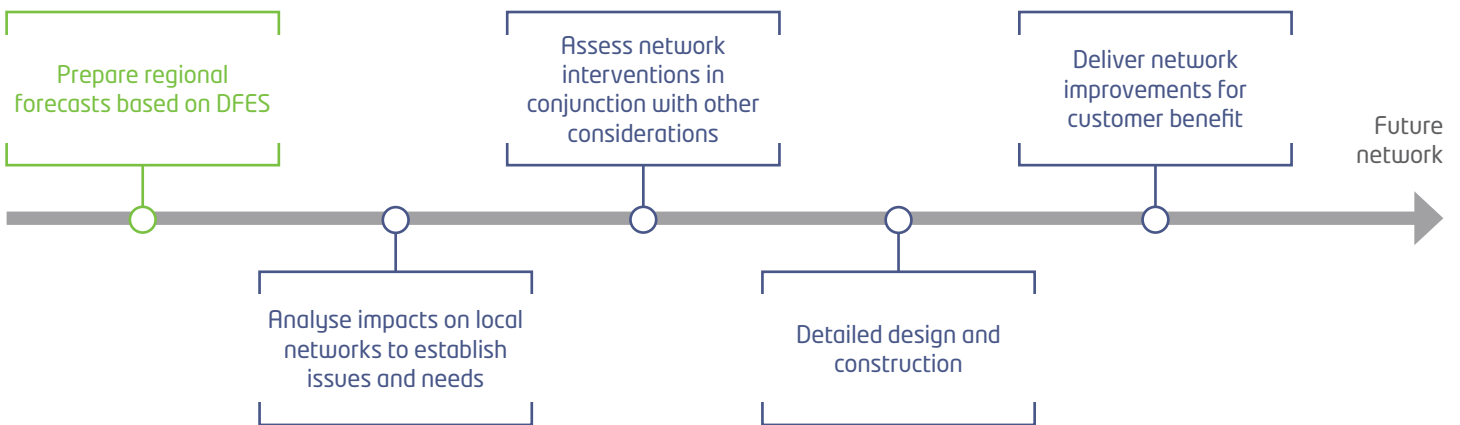 Prepare regional
forecasts based on DFES
Analyse impacts on local
networks to establish
issues and needs
Assess network
interventions in
conjunction with other
considerations
Detailed design and
construction
Deliver network
improvements for
customer benefit
Future
network